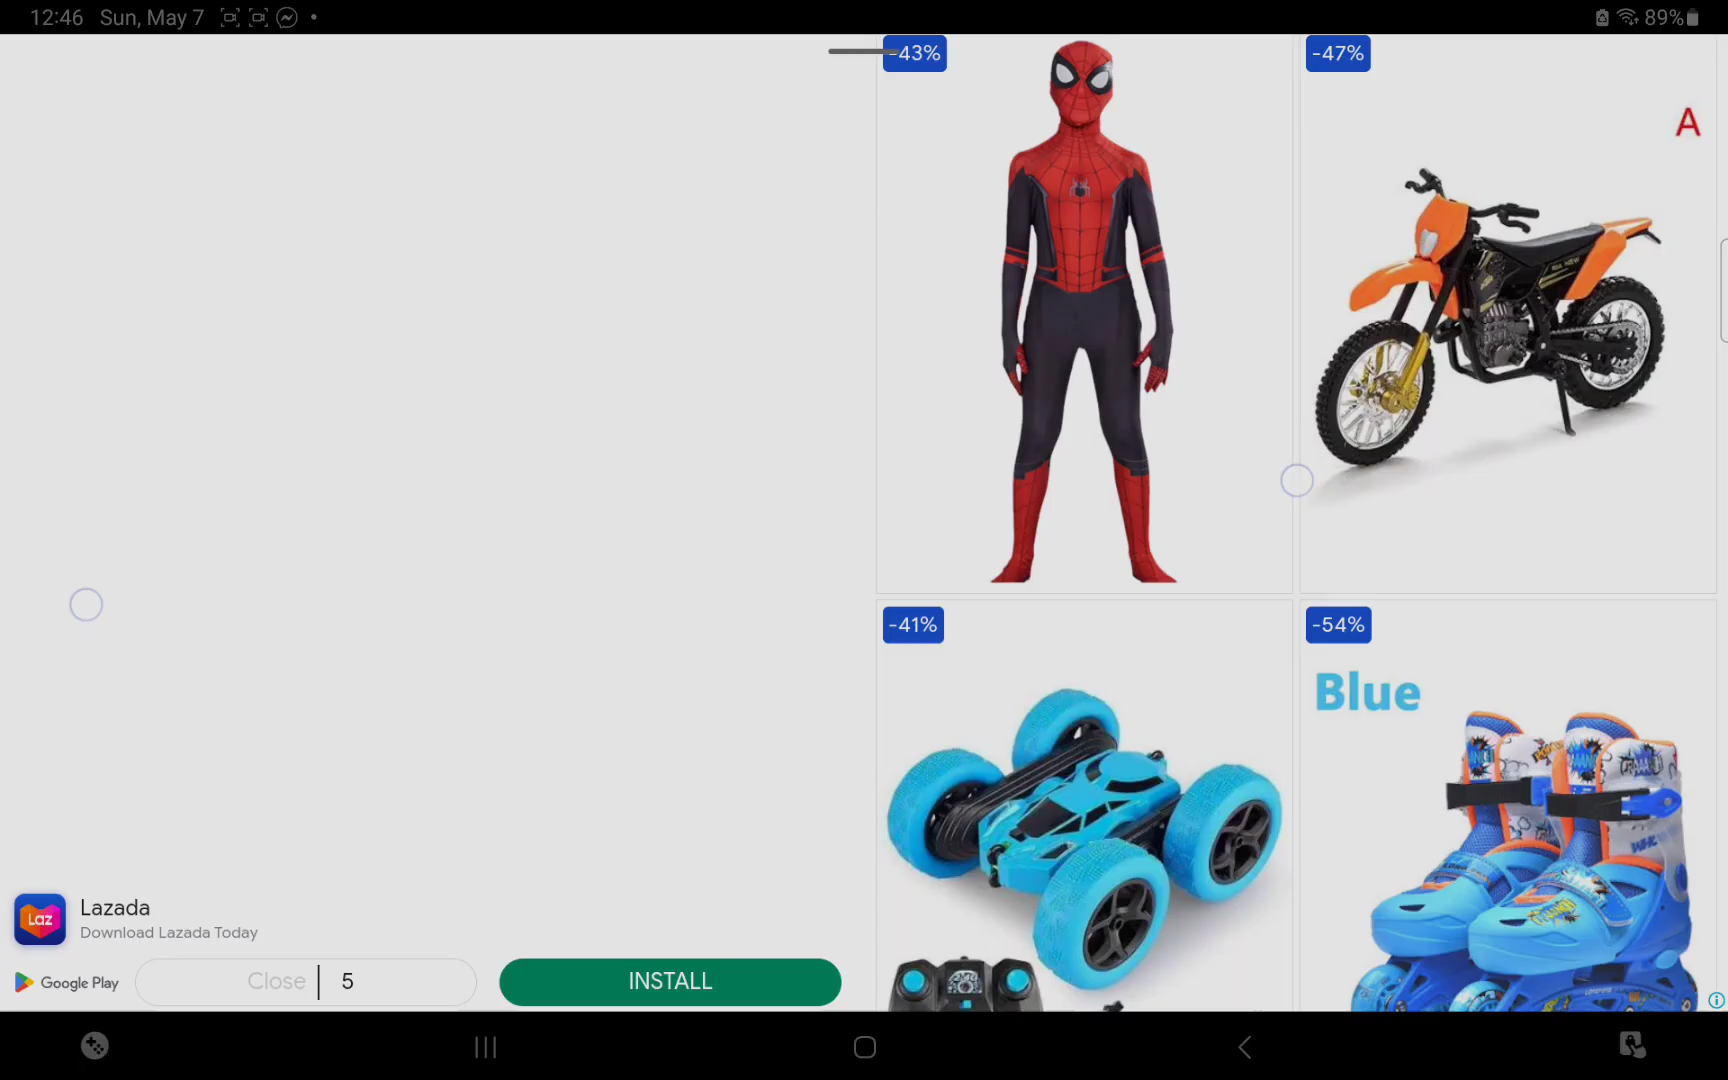 12:46 Sun, May 7
89%
-43%
-47%
A
-41%
-54%
Blue
Laz
Lazada
Download Lazada Today
Google Play
Close
5
INSTALL